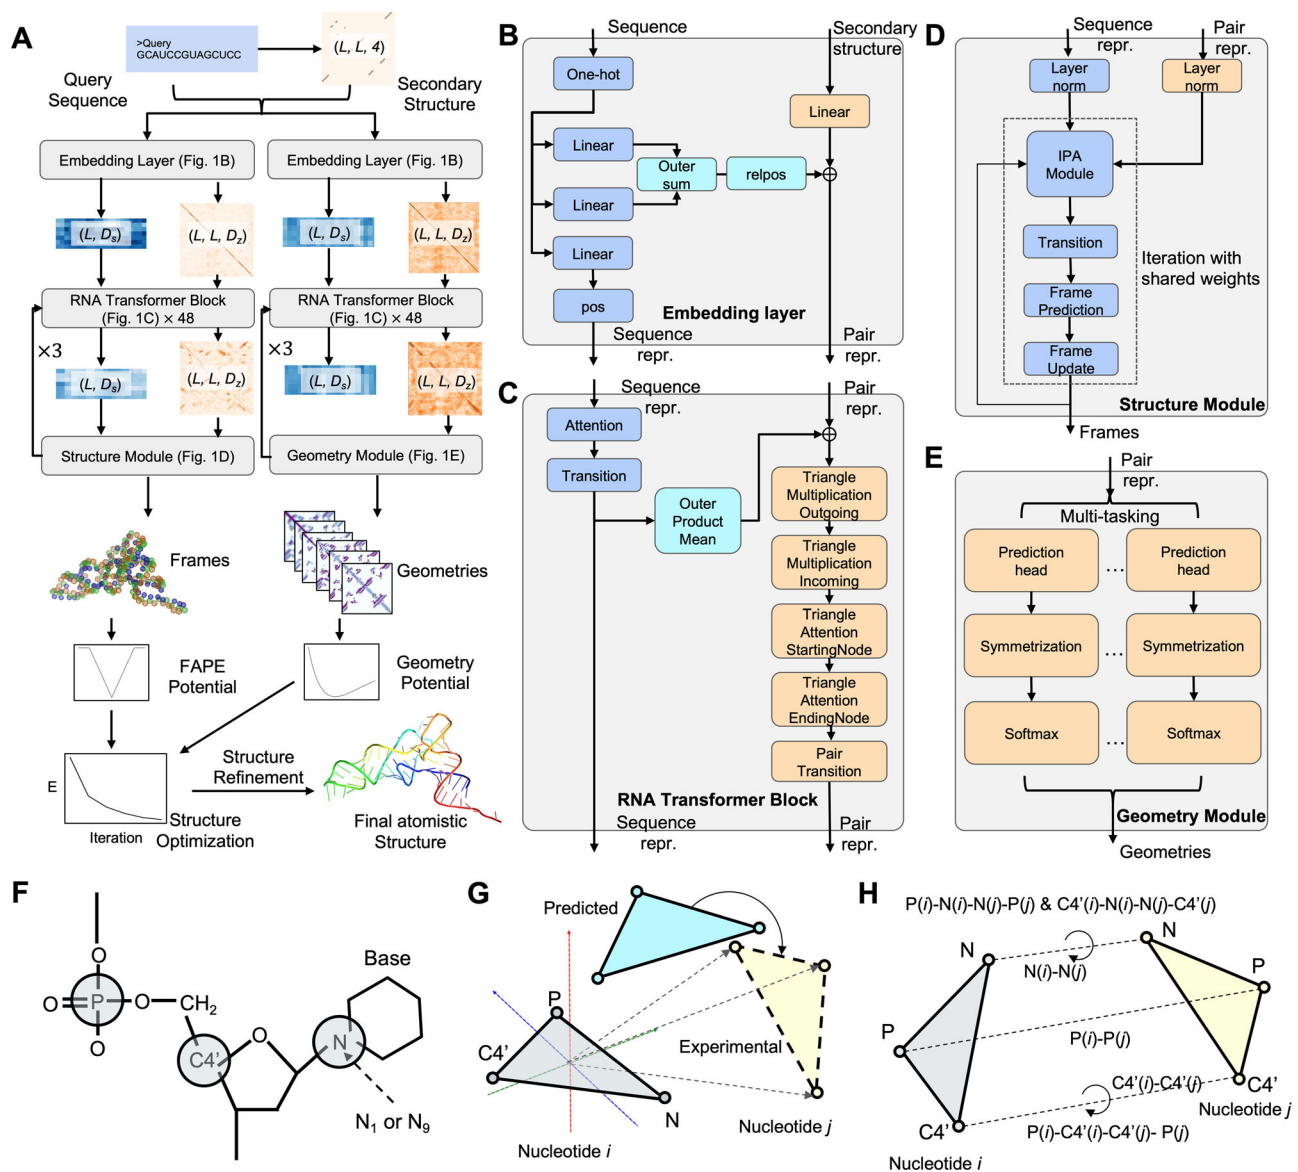 A
>Query
GCAUCCGUAGCUCC
(L, L, 4)
Query
Sequence
Secondary
Structure
Embedding Layer (Fig. 1B)
Embedding Layer (Fig. 1B)
(L, Ds)
(L, L, Dz)
(L, Ds)
(L, L, Dz)
RNA Transformer Block
(Fig. 1C) × 48
RNA Transformer Block
(Fig. 1C) × 48
×3
(L, Ds)
(L, L, Dz)
×3
(L, Ds)
(L, L, Dz)
Structure Module (Fig. 1D)
Geometry Module (Fig. 1E)
Frames
Geometries
FAPE
Potential
Geometry
Potential
E
Iteration
Structure
Optimization
Structure
Refinement
Final atomistic
Structure
B
Sequence
Secondary
structure
One-hot
Linear
Linear
Outer
sum
relpos
Linear
Linear
pos
Embedding layer
Sequence
repr.
Pair
repr.
C
Sequence
repr.
Pair
repr.
Attention
Transition
Outer
Product
Mean
Triangle
Multiplication
Outgoing
Triangle
Multiplication
Incoming
Triangle
Attention
StartingNode
Triangle
Attention
EndingNode
Pair
Transition
RNA Transformer Block
Sequence
repr.
Pair
repr.
D
Sequence
repr.
Pair
repr.
Layer
norm
Layer
norm
IPA
Module
Transition
Frame
Prediction
Frame
Update
Iteration with
shared weights
Structure Module
Frames
E
Pair
repr.
Multi-tasking
Prediction
head
...
Prediction
head
Symmetrization
...
Symmetrization
Softmax
...
Softmax
Geometry Module
Geometries
F
O
O=P-O-CH2
O
C4'
O
N
Base
N1 or N9
G
Predicted
P
C4'
N
Experimental
Nucleotide i
Nucleotide j
H
P(i)-N(i)-N(j)-P(j) & C4'(i)-N(i)-N(j)-C4'(j)
N
N
N(i)-N(j)
P
P
P(i)-P(j)
C4'(i)-C4'(j)
C4'
C4'
P(i)-C4'(i)-C4'(j)- P(j)
Nucleotide j
Nucleotide i